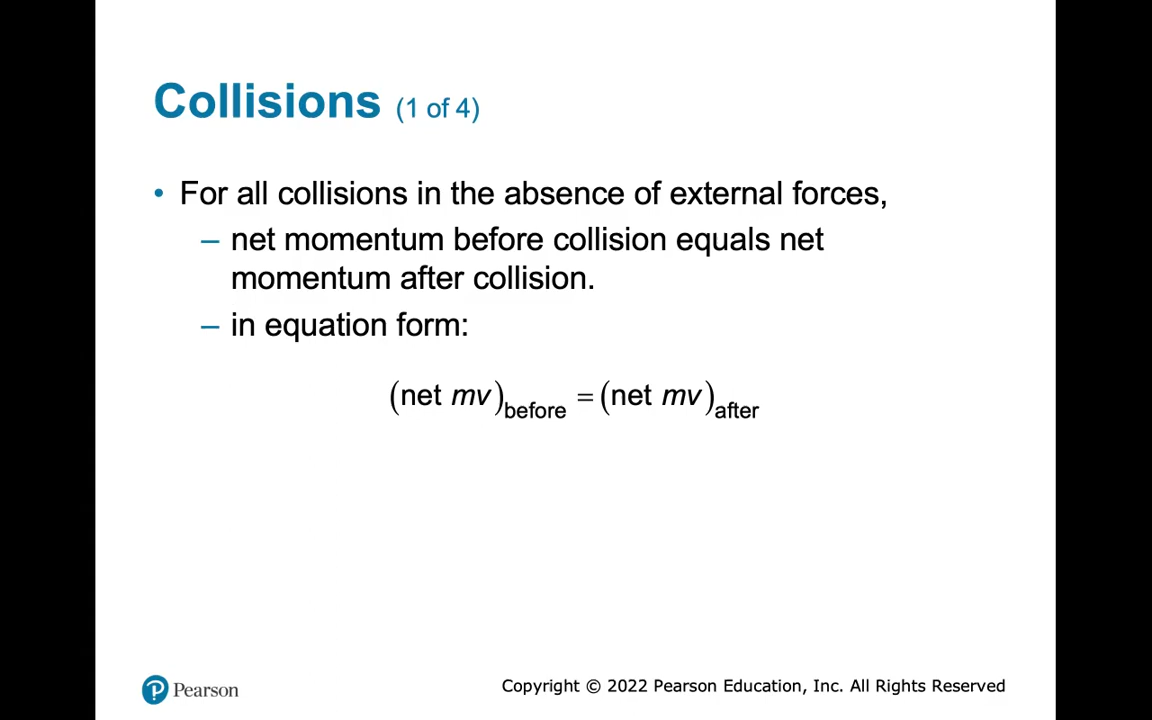 Collisions (1 of 4)
• For all collisions in the absence of external forces,
– net momentum before collision equals net
momentum after collision.
– in equation form:
(net mv)before = (net mv)after
P Pearson
Copyright © 2022 Pearson Education, Inc. All Rights Reserved